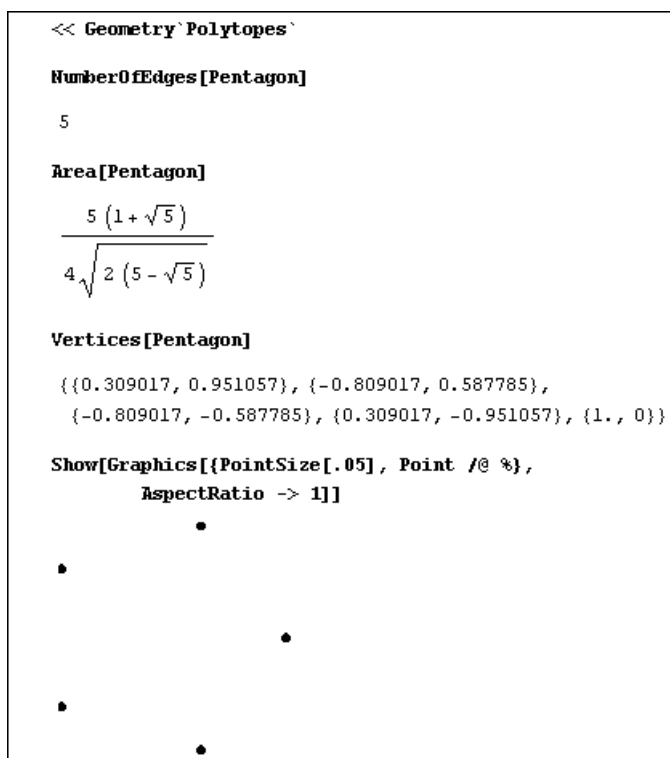 << Geometry`Polytopes`
NumberOfEdges[Pentagon]
5
Area[Pentagon]
5 (1 + √5)
4 √2 (5 - √5)
Vertices[Pentagon]
{{0.309017, 0.951057}, {-0.809017, 0.587785},
{-0.809017, -0.587785}, {0.309017, -0.951057}, {1., 0}}
Show[Graphics[{PointSize[.05], Point /@ %},
AspectRatio -> 1]]